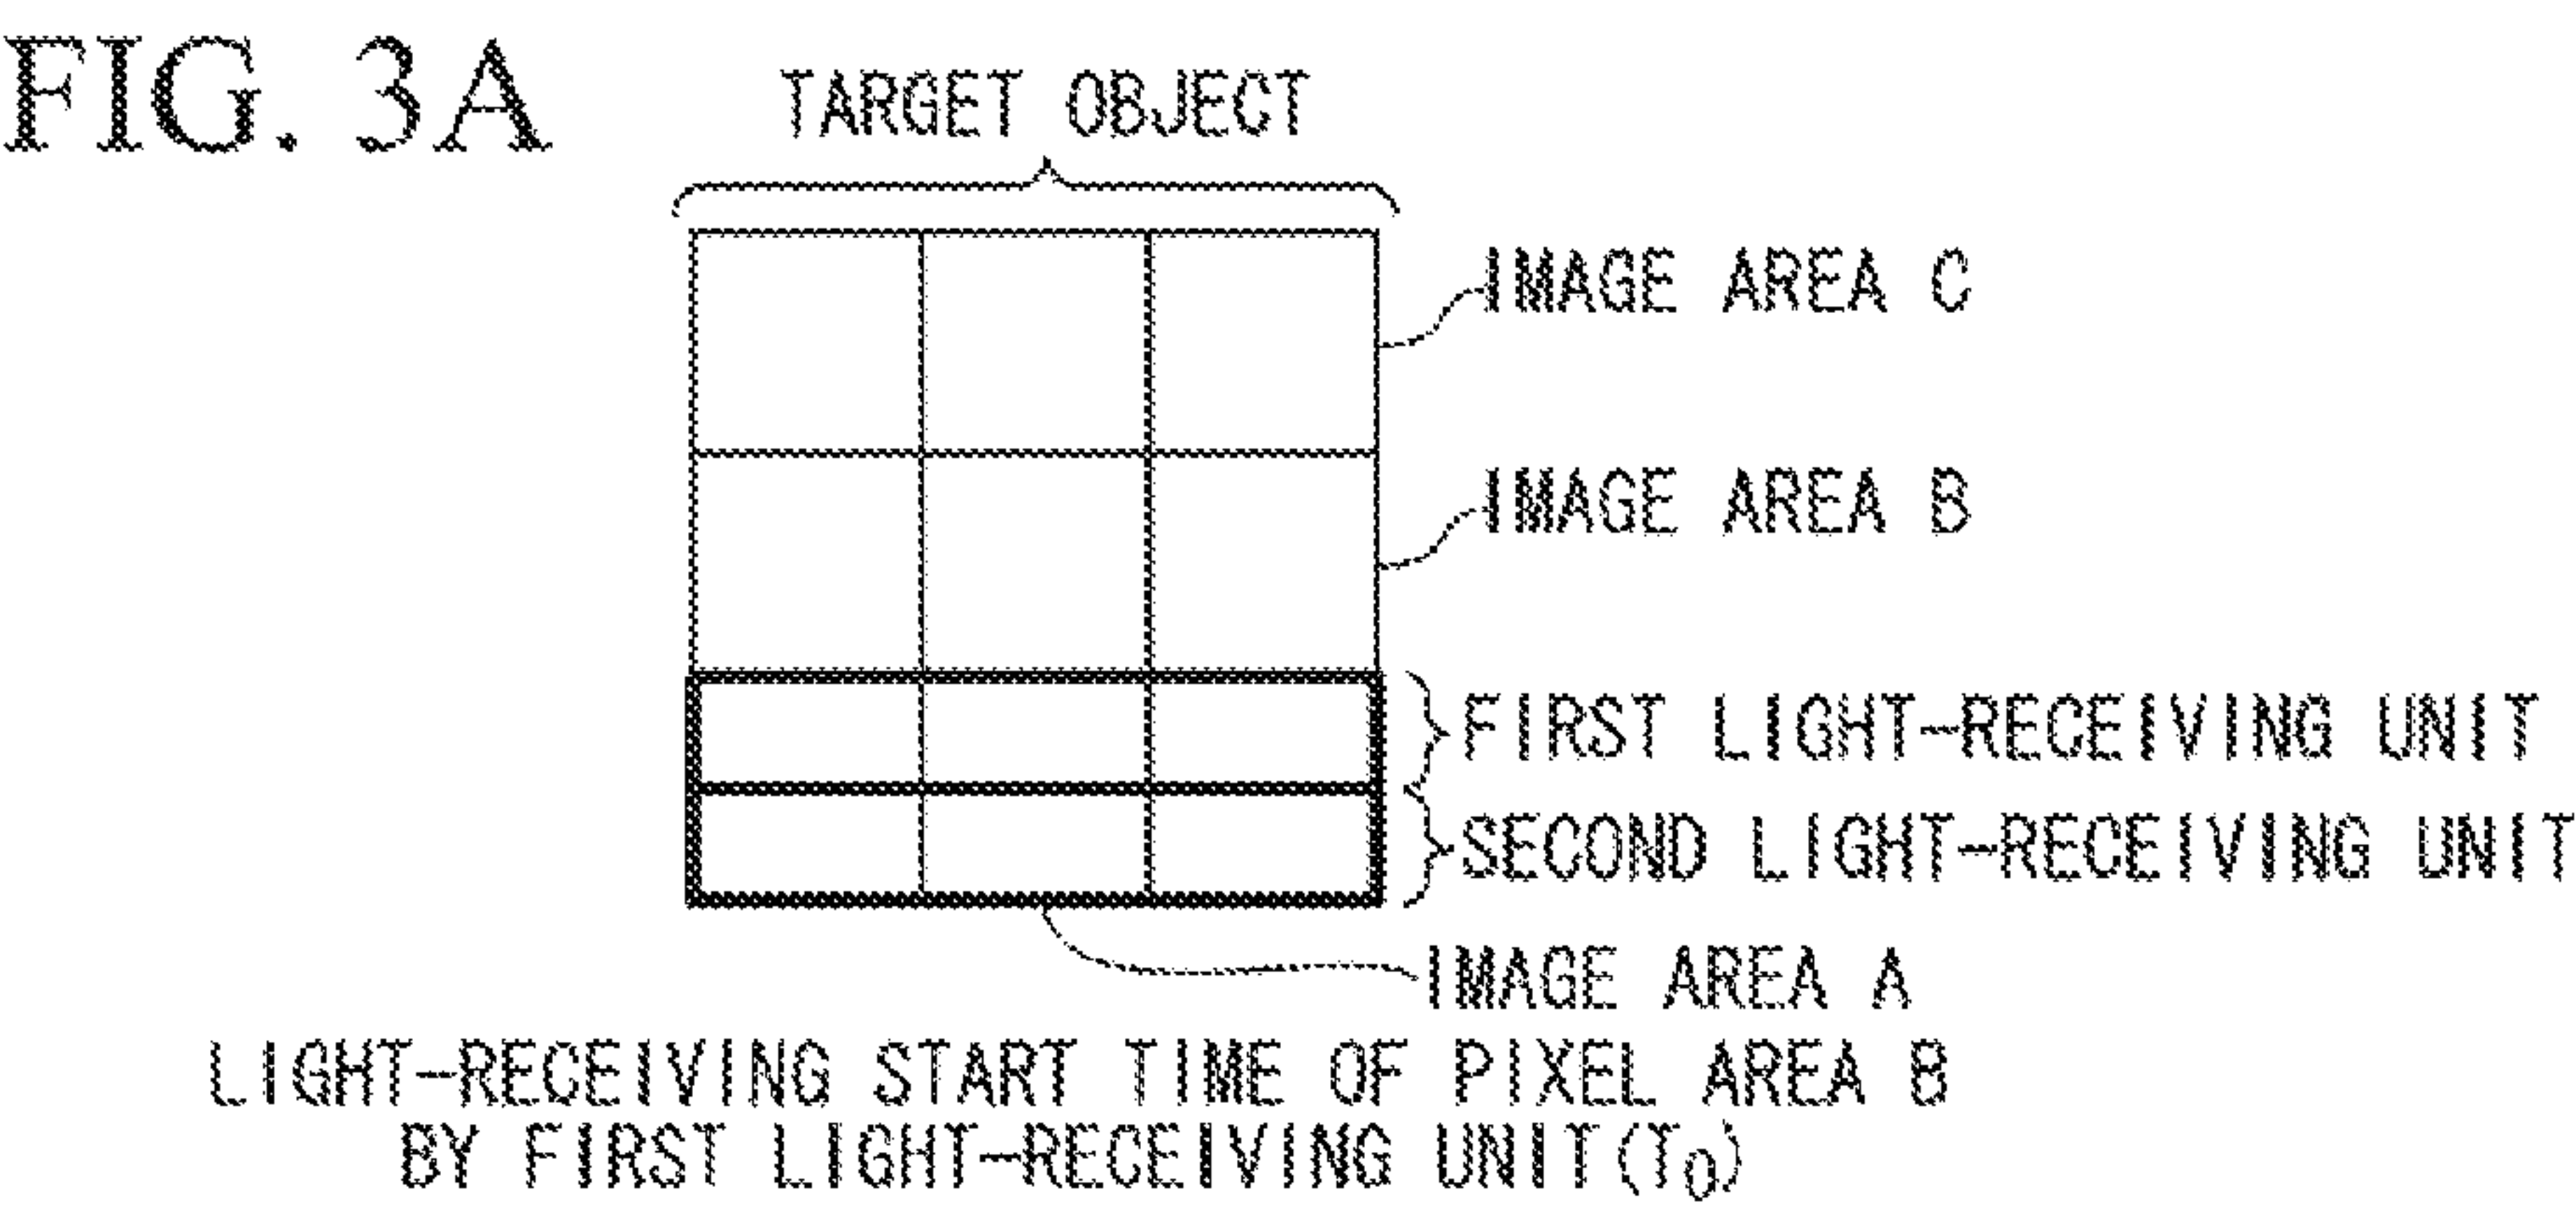 FIG. 3A
TARGET OBJECT
IMAGE AREA C
IMAGE AREA B
FIRST LIGHT-RECEIVING UNIT
SECOND LIGHT-RECEIVING UNIT
IMAGE AREA A
LIGHT-RECEIVING START TIME OF PIXEL AREA B
BY FIRST LIGHT-RECEIVING UNIT(T0)